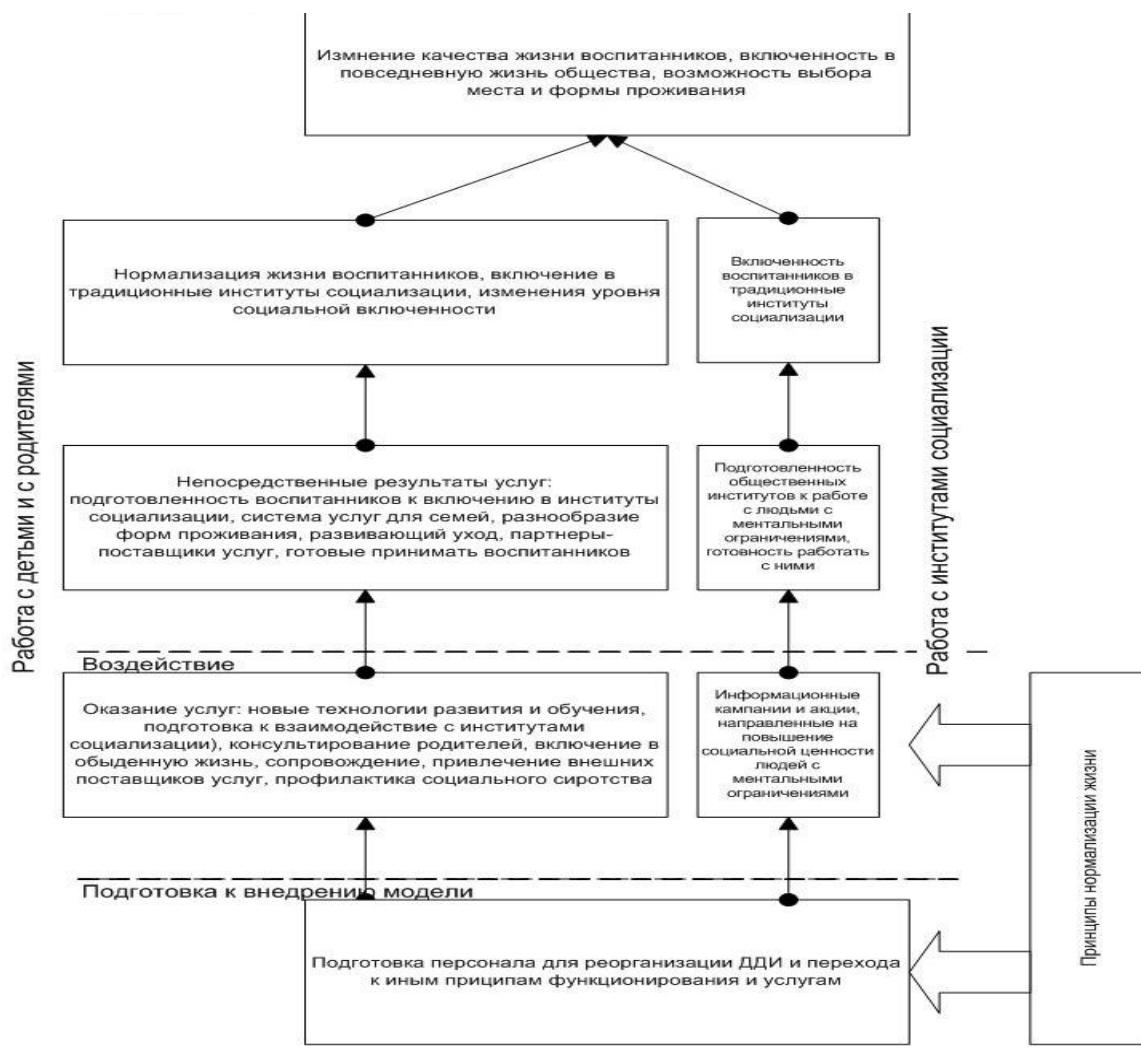 Измнение качества жизни воспитанников, включенность в
повседневную жизнь общества, возможность выбора
места и формы проживания
Нормализация жизни воспитанников, включение в
традиционные институты социализации, изменения уровня
социальной включенности
Включенность
воспитанников в
традиционные
институты
социализации
Работа с детьми и с родителями
Работа с институтами социализации
Непосредственные результаты услуг:
подготовленность воспитанников к включению в институты
социализации, система услуг для семей, разнообразие
форм проживания, развивающий уход, партнеры-
поставщики услуг, готовые принимать воспитанников
Подготовленность
общественных
институтов к работе
с людьми с
ментальными
ограничениями,
готовность работать
с ними
Воздействие
Оказание услуг: новые технологии развития и обучения,
подготовка к взаимодействие с институтами
социализации), консультирование родителей, включение в
обыденную жизнь, сопровождение, привлечение внешних
поставщиков услуг, профилактика социального сиротства
Информационные
кампании и акции,
направленные на
повышение
социальной ценности
людей с
ментальными
ограничениями
Принципы нормализации жизни
Подготовка к внедрению модели
Подготовка персонала для реорганизации ДДИ и перехода
к иным приципам функционирования и услугам